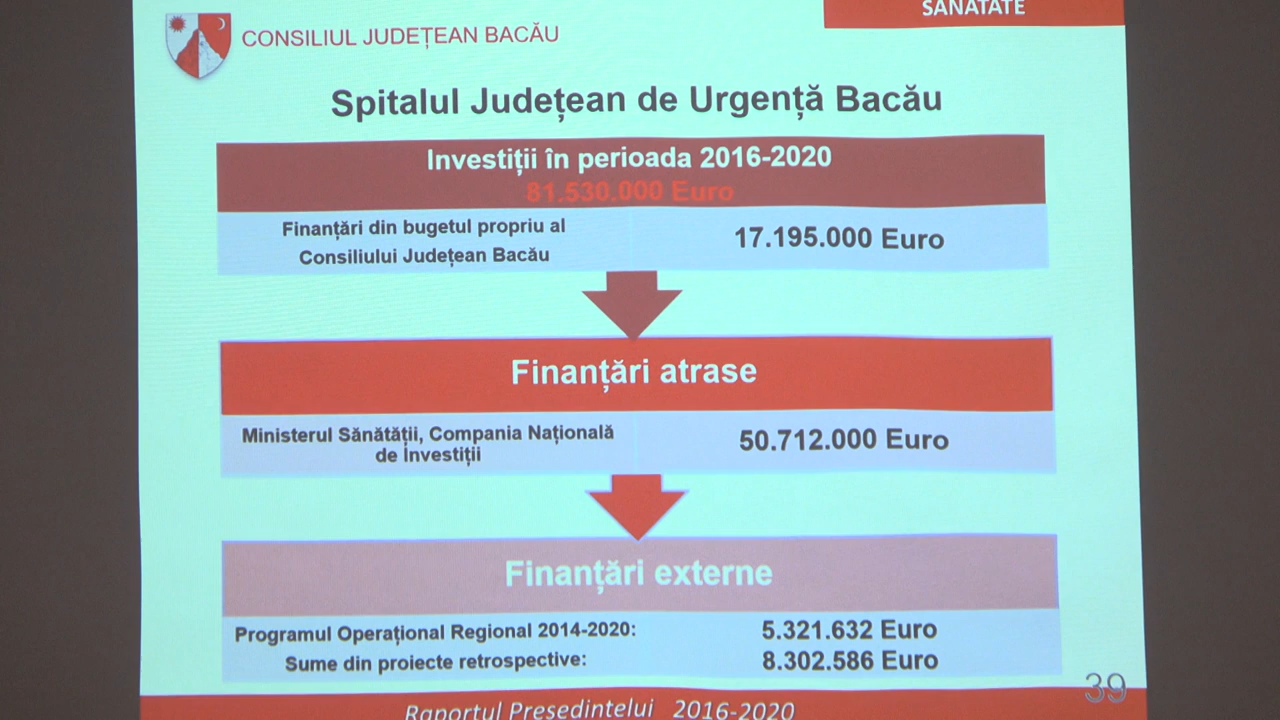 SĂNĂTATE
CONSILIUL JUDEȚEAN BACĂU
Spitalul Județean de Urgență Bacău
Investiții în perioada 2016-2020
81.530.000 Euro
Finanțări din bugetul propriu al
Consiliului Județean Bacău
17.195.000 Euro
Finanțări atrase
Ministerul Sănătății, Compania Națională
de Investiții
50.712.000 Euro
Finanțări externe
Programul Operațional Regional 2014-2020:
5.321.632 Euro
Sume din proiecte retrospective:
8.302.586 Euro
39
Raportul Președintelui 2016-2020